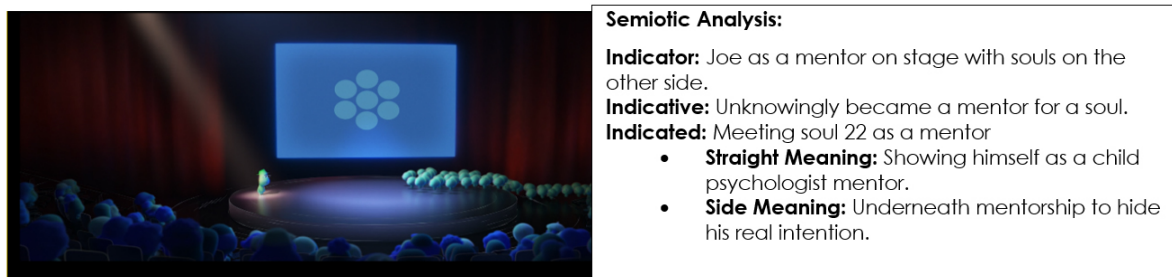 Semiotic Analysis:
Indicator: Joe as a mentor on stage with souls on the
other side.
Indicative: Unknowingly became a mentor for a soul.
Indicated: Meeting soul 22 as a mentor
• Straight Meaning: Showing himself as a child
psychologist mentor.
• Side Meaning: Underneath mentorship to hide
his real intention.